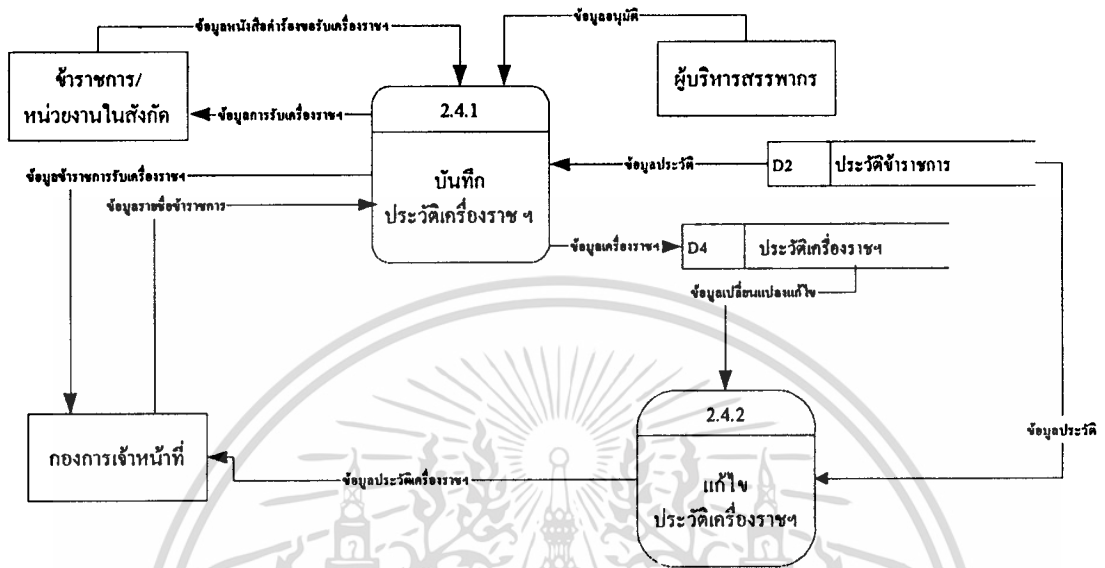 ข้อมูลหนังสือคำร้องขอรับเครื่องราชฯ
ข้อมูลอนุมัติ
ข้าราชการ/
หน่วยงานในสังกัด
ผู้บริหารสรรพากร
2.4.1
ข้อมูลการรับเครื่องราชฯ
บันทึก
ประวัติเครื่องราช ฯ
ข้อมูลประวัติ
D2
ประวัติข้าราชการ
ข้อมูลข้าราชการรับเครื่องราชฯ
ข้อมูลรายชื่อข้าราชการ
ข้อมูลเครื่องราชฯ
D4
ประวัติเครื่องราชฯ
ข้อมูลเปลี่ยนแปลงแก้ไข
2.4.2
แก้ไข
ประวัติเครื่องราชฯ
ข้อมูลประวัติ
กองการเจ้าหน้าที่
ข้อมูลประวัติเครื่องราชฯ